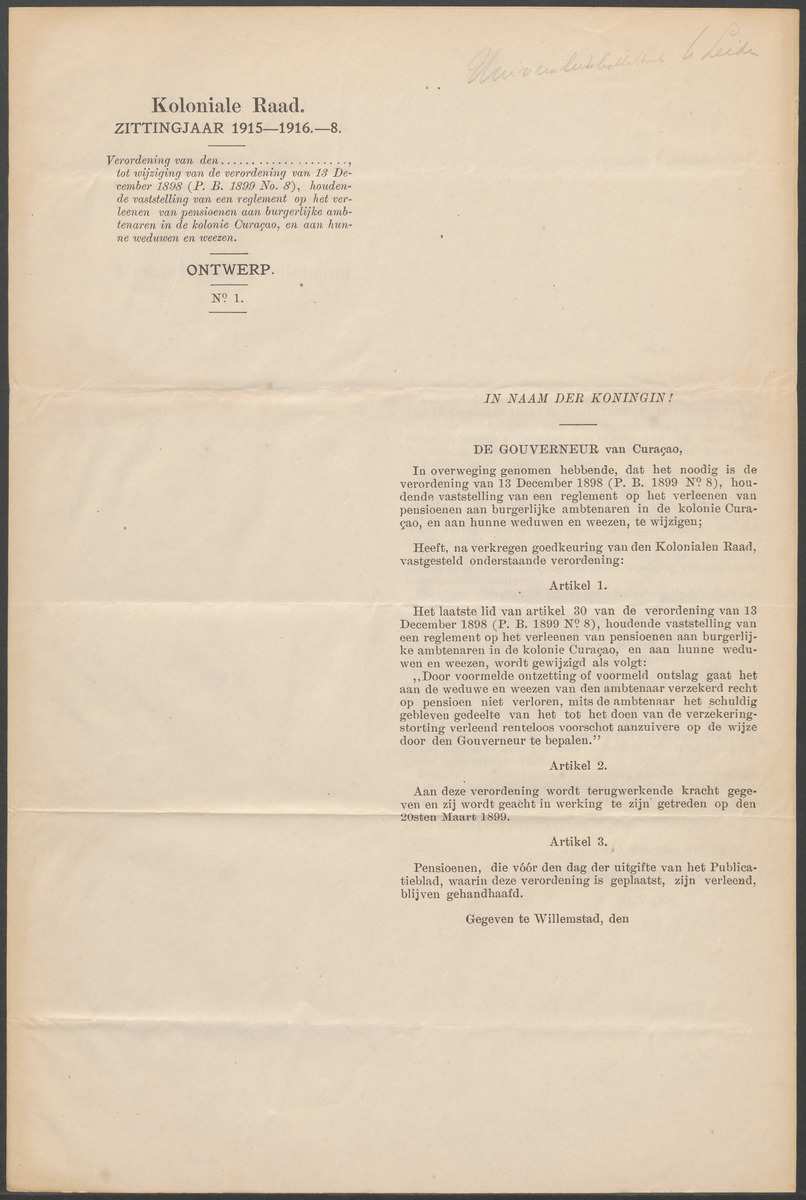 Koloniale Raad.
ZITTINGJAAR 1915—1916.—8.
Verordening van den....................,
tot wijziging van de verordening van 13 De-
cember 1898 (P. B. 1899 No. 8), houden-
de vaststelling van een reglement op het ver-
leenen van pensioenen aan burgerlijke amb-
tenaren in de kolonie Curaçao, en aan hun-
ne weduwen en weezen.
ONTWERP.
Nº 1.
te Leiden
IN NAAM DER KONINGIN!
DE GOUVERNEUR van Curaçao,
In overweging genomen hebbende, dat het noodig is de
verordening van 13 December 1898 (P. B. 1899 Nº 8), hou-
dende vaststelling van een reglement op het verleenen van
pensioenen aan burgerlijke ambtenaren in de kolonie Cura-
çao, en aan hunne weduwen en weezen, te wijzigen;
Heeft, na verkregen goedkeuring van den Kolonialen Raad,
vastgesteld onderstaande verordening:
Artikel 1.
Het laatste lid van artikel 30 van de verordening van 13
December 1898 (P. B. 1899 Nº 8), houdende vaststelling van
een reglement op het verleenen van pensioenen aan burgerlij-
ke ambtenaren in de kolonie Curaçao, en aan hunne wedu-
wen en weezen, wordt gewijzigd als volgt:
,,Door voormelde ontzetting of voormeld ontslag gaat het
aan de weduwe en weezen van den ambtenaar verzekerd recht
op pensioen niet verloren, mits de ambtenaar het schuldig
gebleven gedeelte van het tot het doen van de verzekering-
storting verleend renteloos voorschot aanzuivere op de wijze
door den Gouverneur te bepalen.’’
Artikel 2.
Aan deze verordening wordt terugwerkende kracht gege-
ven en zij wordt geacht in werking te zijn getreden op den
20sten Maart 1899.
Artikel 3.
Pensioenen, die vóór den dag der uitgifte van het Publica-
tieblad, waarin deze verordening is geplaatst, zijn verleend,
blijven gehandhaafd.
Gegeven te Willemstad, den